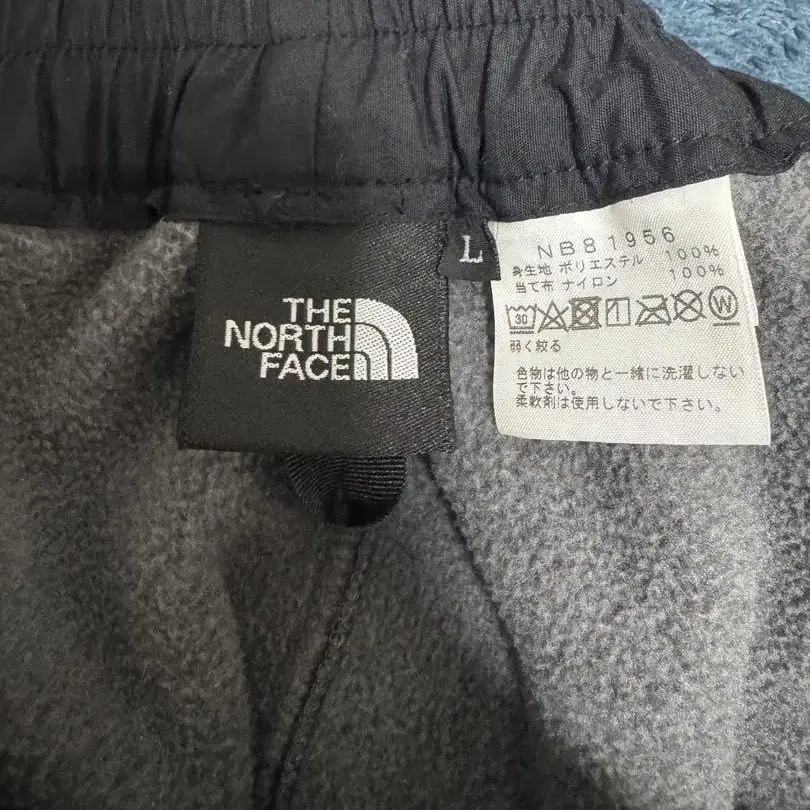 THE
NORTH
FACE
L
NB81956
身生地 ポリエステル 100%
当て布 ナイロン 100%
30 W
弱く絞る
色物は他の物と一緒に洗濯しない
で下さい。
柔軟剤は使用しないで下さい。